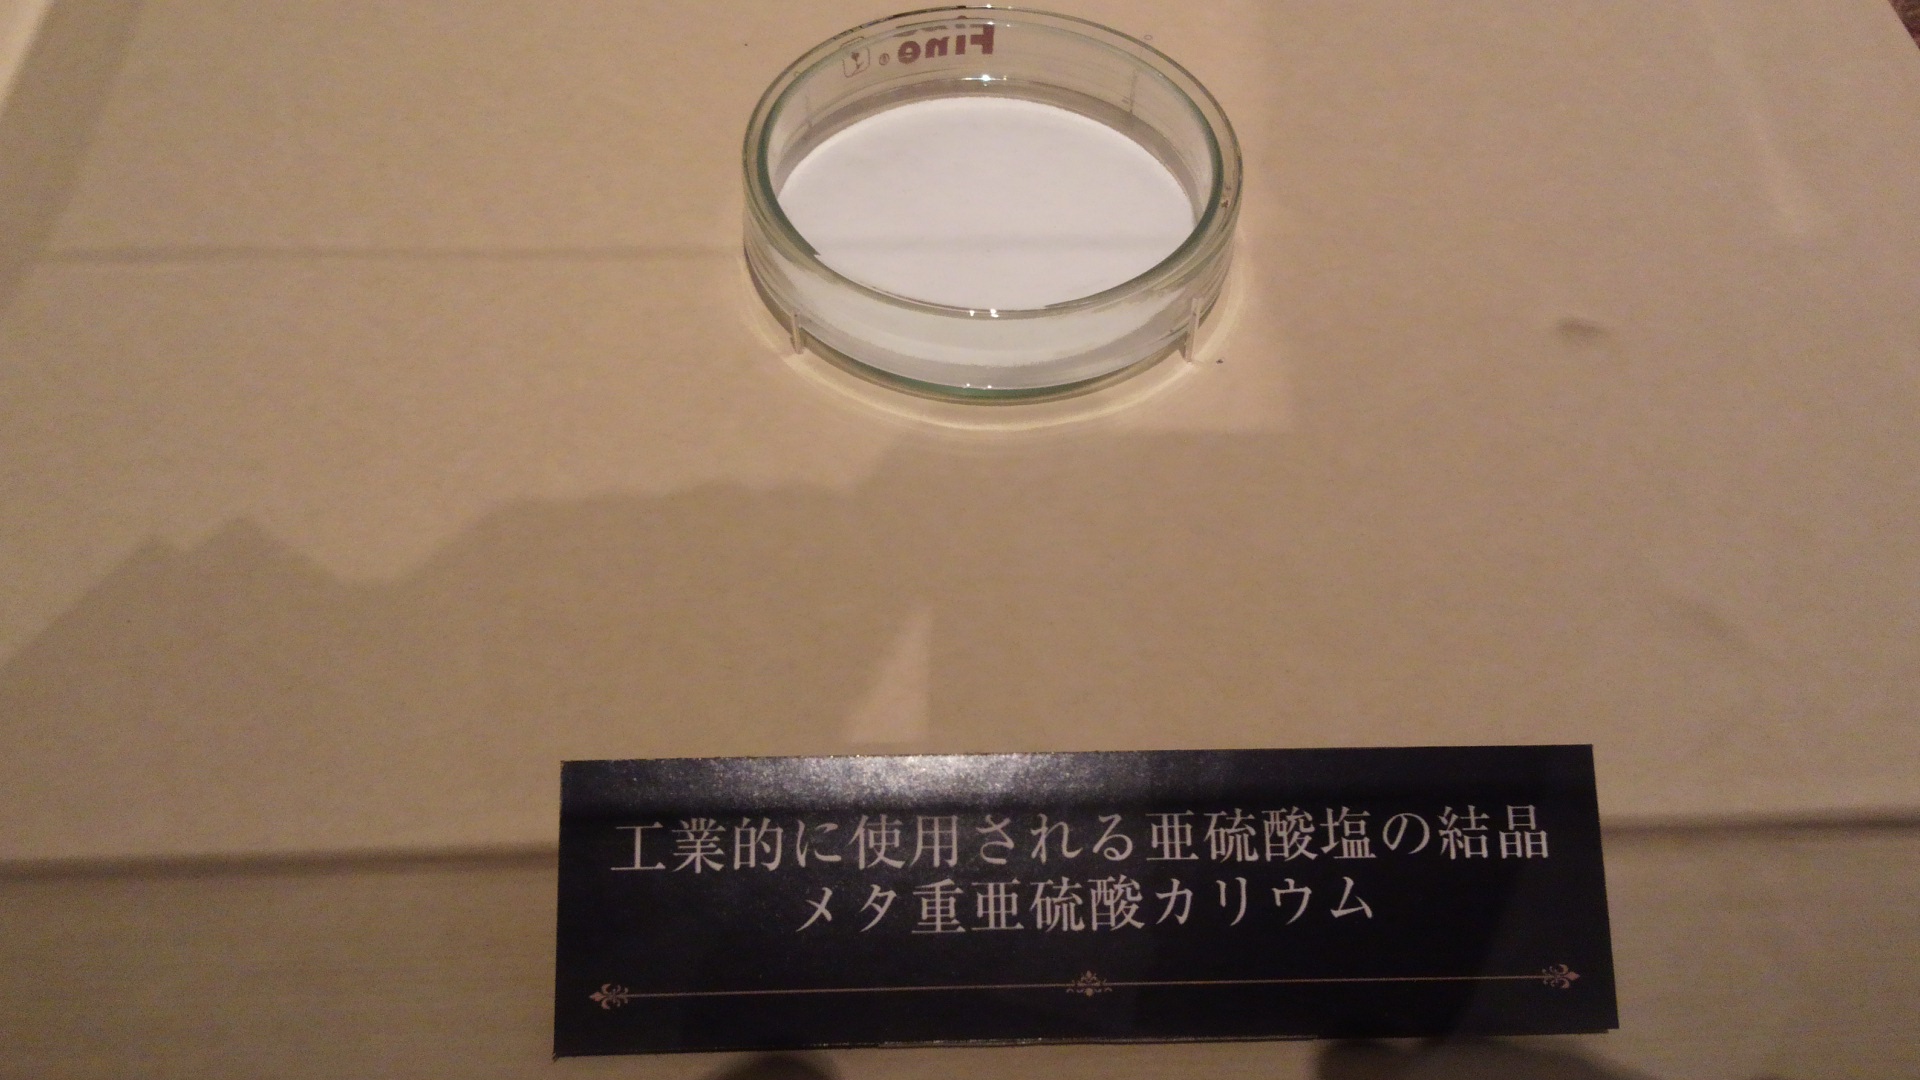 Fine
工業的に使用される亜硫酸塩の結晶
メタ重亜硫酸カリウム